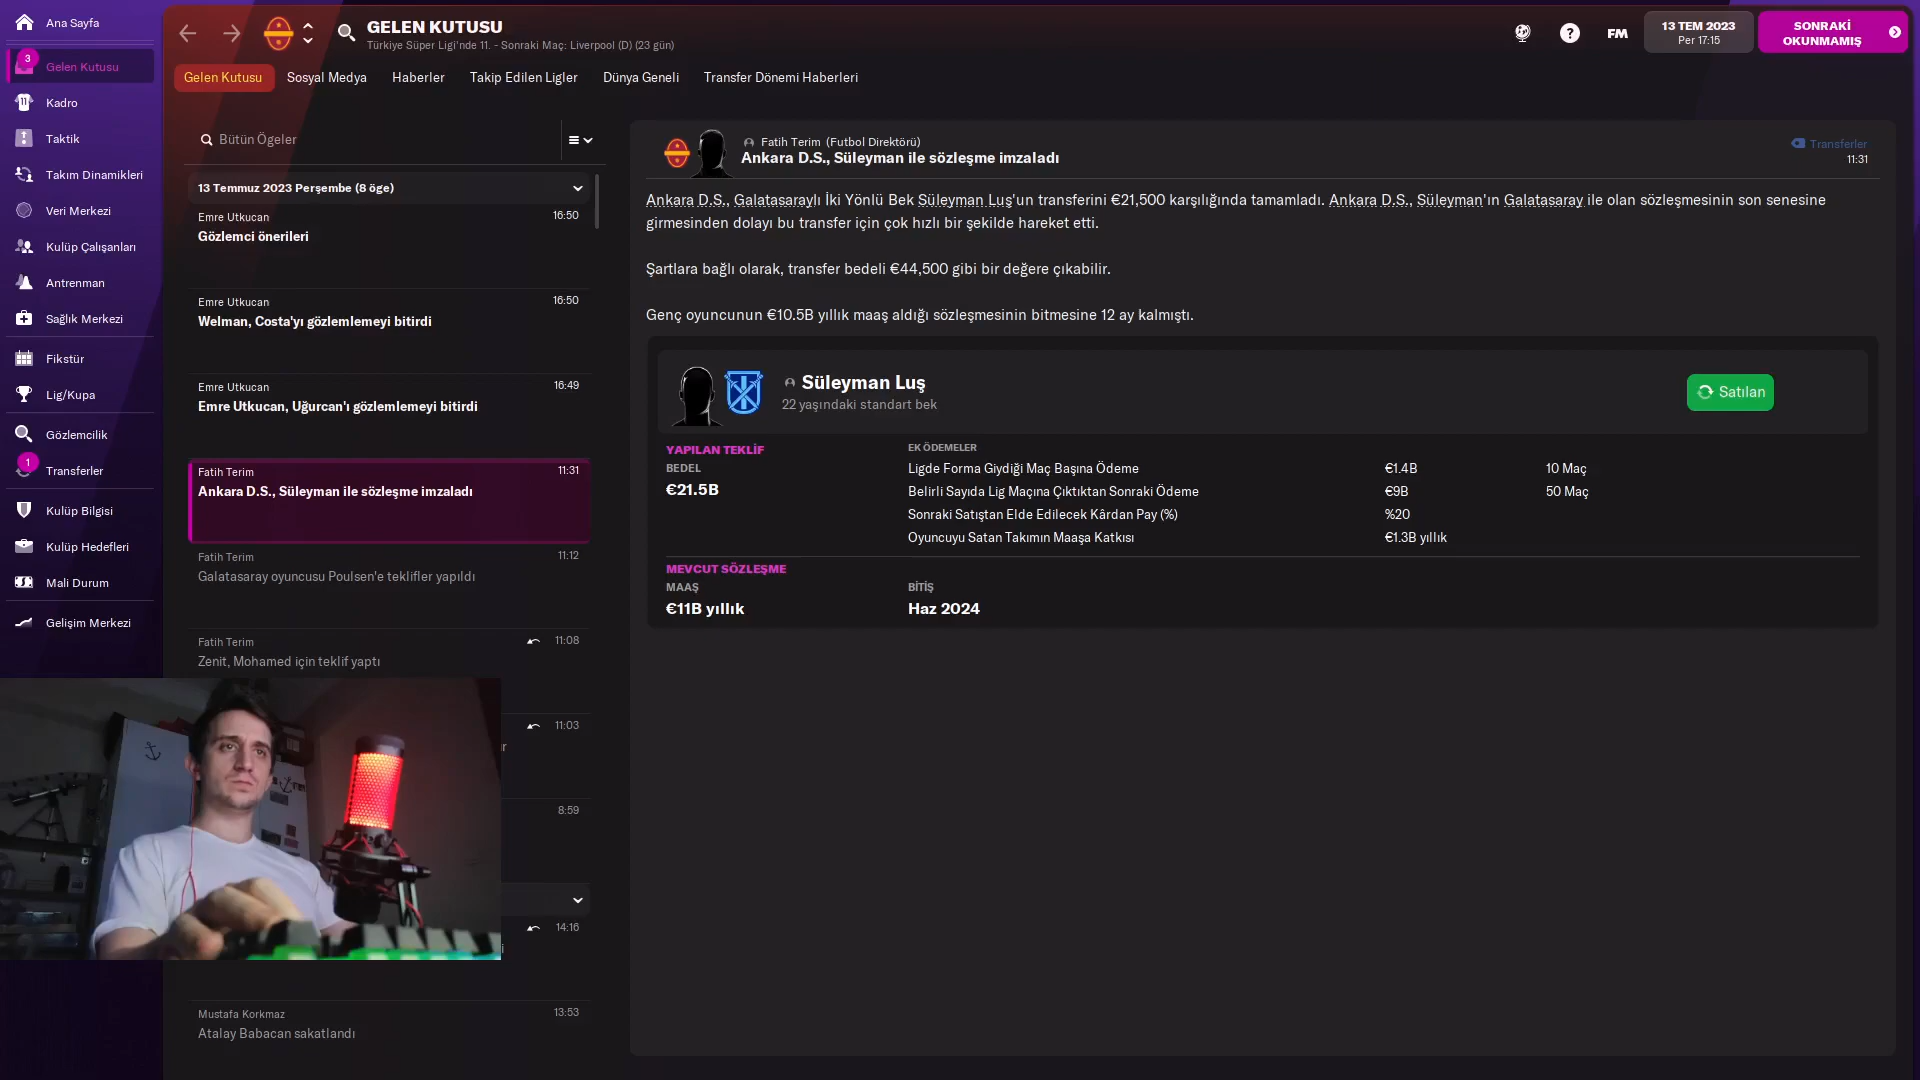 Ana Sayfa
3
Gelen Kutusu
Kadro
Taktik
Takım Dinamikleri
Veri Merkezi
Kulüp Çalışanları
Antrenman
Sağlık Merkezi
Fikstür
Lig/Kupa
Gözlemcilik
1
Transferler
Kulüp Bilgisi
Kulüp Hedefleri
Mali Durum
Gelişim Merkezi
GELEN KUTUSU
Türkiye Süper Ligi'nde 11. - Sonraki Maç: Liverpool (D) (23 gün)
?
FM
13 TEM 2023
Per 17:15
SONRAKİ
OKUNMAMIŞ
Gelen Kutusu Sosyal Medya Haberler Takip Edilen Ligler Dünya Geneli Transfer Dönemi Haberleri
Bütün Ögeler
13 Temmuz 2023 Perşembe (8 öge)
Emre Utkucan 16:50
Gözlemci önerileri
Emre Utkucan 16:50
Welman, Costa'yı gözlemlemeyi bitirdi
Emre Utkucan 16:49
Emre Utkucan, Uğurcan'ı gözlemlemeyi bitirdi
Fatih Terim 11:31
Ankara D.S., Süleyman ile sözleşme imzaladı
Fatih Terim 11:12
Galatasaray oyuncusu Poulsen'e teklifler yapıldı
Fatih Terim 11:08
Zenit, Mohamed için teklif yaptı
11:03
8:59
14:16
Mustafa Korkmaz 13:53
Atalay Babacan sakatlandı
Fatih Terim (Futbol Direktörü)
Ankara D.S., Süleyman ile sözleşme imzaladı
Transferler
11:31
Ankara D.S., Galatasaraylı İki Yönlü Bek Süleyman Luş'un transferini €21,500 karşılığında tamamladı. Ankara D.S., Süleyman'ın Galatasaray ile olan sözleşmesinin son senesine
girmesinden dolayı bu transfer için çok hızlı bir şekilde hareket etti.
Şartlara bağlı olarak, transfer bedeli €44,500 gibi bir değere çıkabilir.
Genç oyuncunun €10.5B yıllık maaş aldığı sözleşmesinin bitmesine 12 ay kalmıştı.
Süleyman Luş
22 yaşındaki standart bek
Satılan
YAPILAN TEKLİF
BEDEL
€21.5B
EK ÖDEMELER
Ligde Forma Giydiği Maç Başına Ödeme €1.4B 10 Maç
Belirli Sayıda Lig Maçına Çıktıktan Sonraki Ödeme €9B 50 Maç
Sonraki Satıştan Elde Edilecek Kârdan Pay (%) %20
Oyuncuyu Satan Takımın Maaşa Katkısı €1.3B yıllık
MEVCUT SÖZLEŞME
MAAŞ BİTİŞ
€11B yıllık Haz 2024